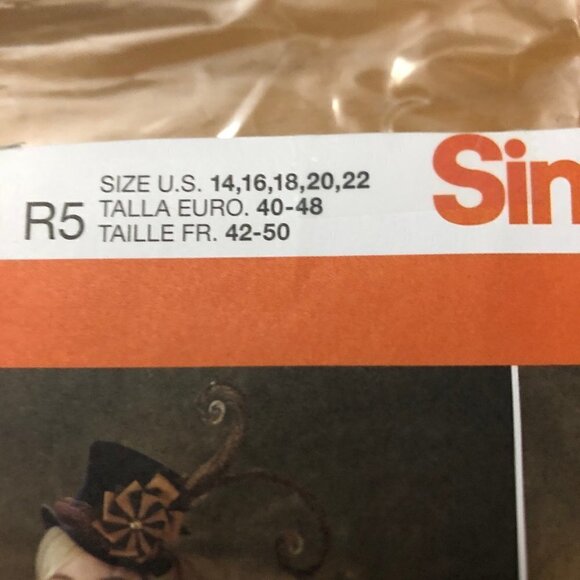 R5
SIZE U.S. 14,16,18,20,22
TALLA EURO. 40-48
TAILLE FR. 42-50
Sin